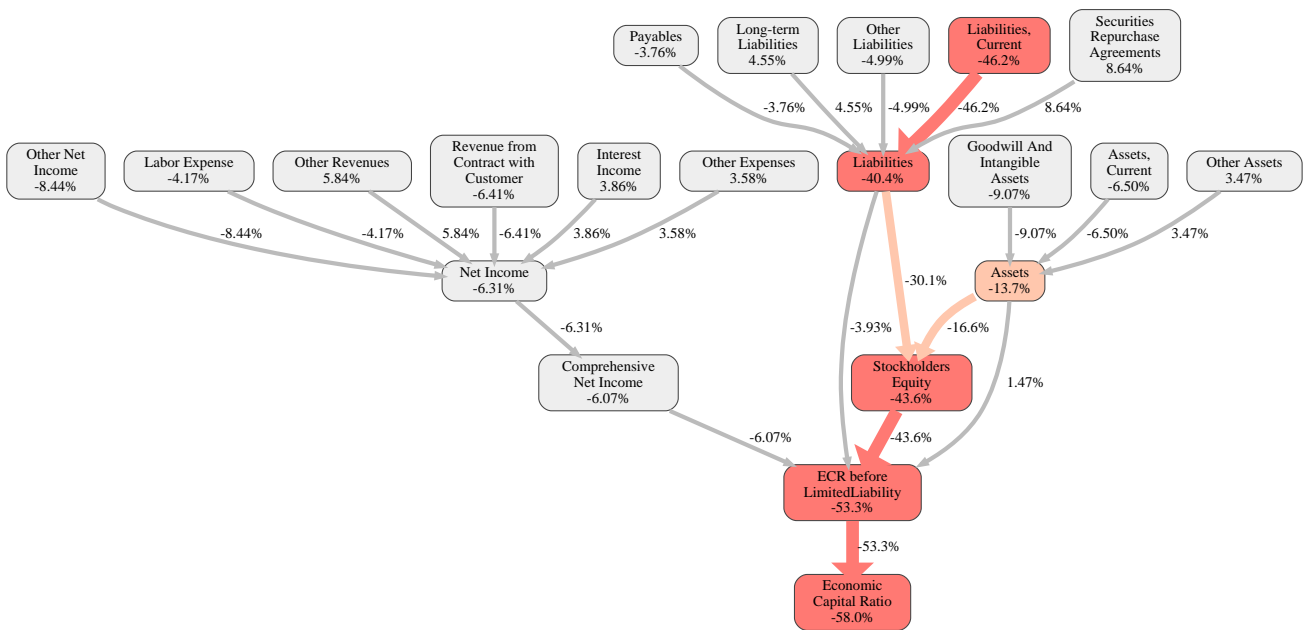 Payables
-3.76%
Long-term
Liabilities
4.55%
Other
Liabilities
-4.99%
Liabilities,
Current
-46.2%
Securities
Repurchase
Agreements
8.64%
-3.76%
4.55%
-4.99%
-46.2%
8.64%
Other Net
Income
-8.44%
Labor Expense
-4.17%
Other Revenues
5.84%
Revenue from
Contract with
Customer
-6.41%
Interest
Income
3.86%
Other Expenses
3.58%
Liabilities
-40.4%
Goodwill And
Intangible
Assets
-9.07%
Assets,
Current
-6.50%
Other Assets
3.47%
-8.44%
-4.17%
5.84%
-6.41%
3.86%
3.58%
-9.07%
-6.50%
3.47%
Net Income
-6.31%
-30.1%
Assets
-13.7%
-6.31%
-3.93%
-16.6%
Comprehensive
Net Income
-6.07%
Stockholders
Equity
-43.6%
1.47%
-6.07%
-43.6%
ECR before
LimitedLiability
-53.3%
-53.3%
Economic
Capital Ratio
-58.0%